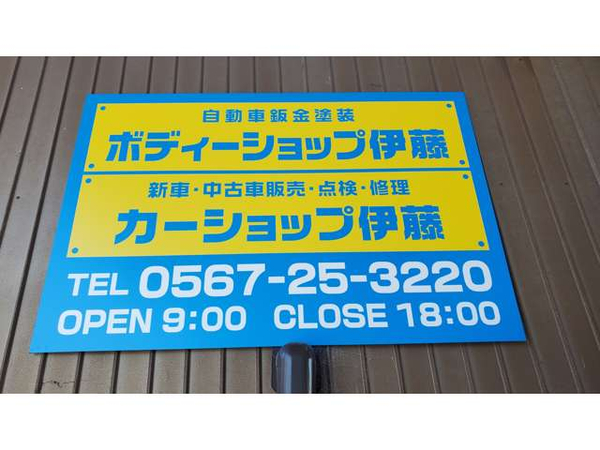 自動車鈑金塗装
ボディーショップ伊藤
新車・中古車販売・点検・修理
カーショップ伊藤
TEL 0567-25-3220
OPEN 9:00 CLOSE 18:00